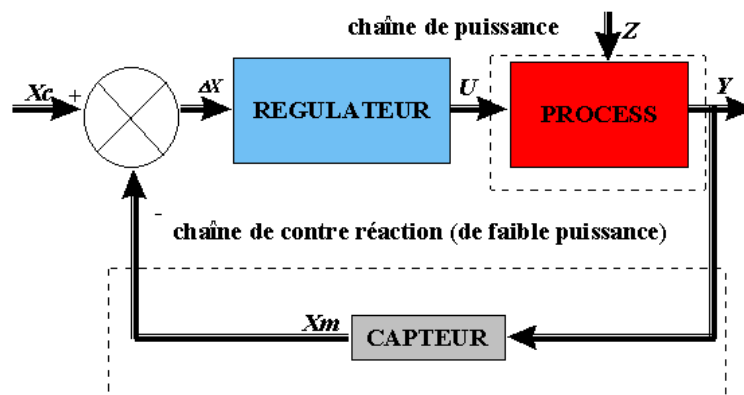 chaîne de puissance
Z
Xc
+
ΔX
REGULATEUR
U
PROCESS
Y
-
chaîne de contre réaction (de faible puissance)
Xm
CAPTEUR